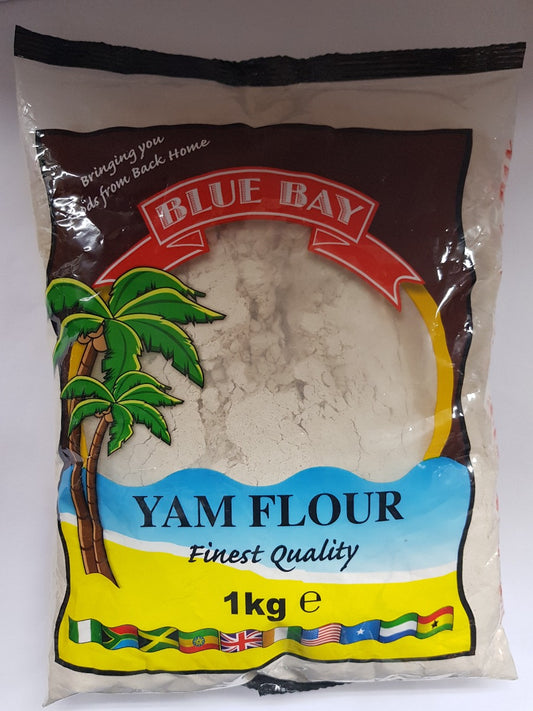 Bringing you
from Back Home
BLUE BAY
YAM FLOUR
Finest Quality
1kg ℮